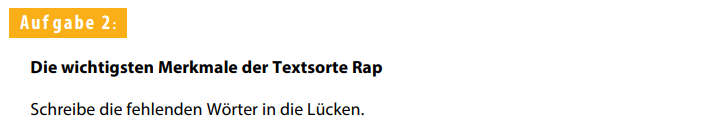 Aufgabe 2:
Die wichtigsten Merkmale der Textsorte Rap
Schreibe die fehlenden Wörter in die Lücken.